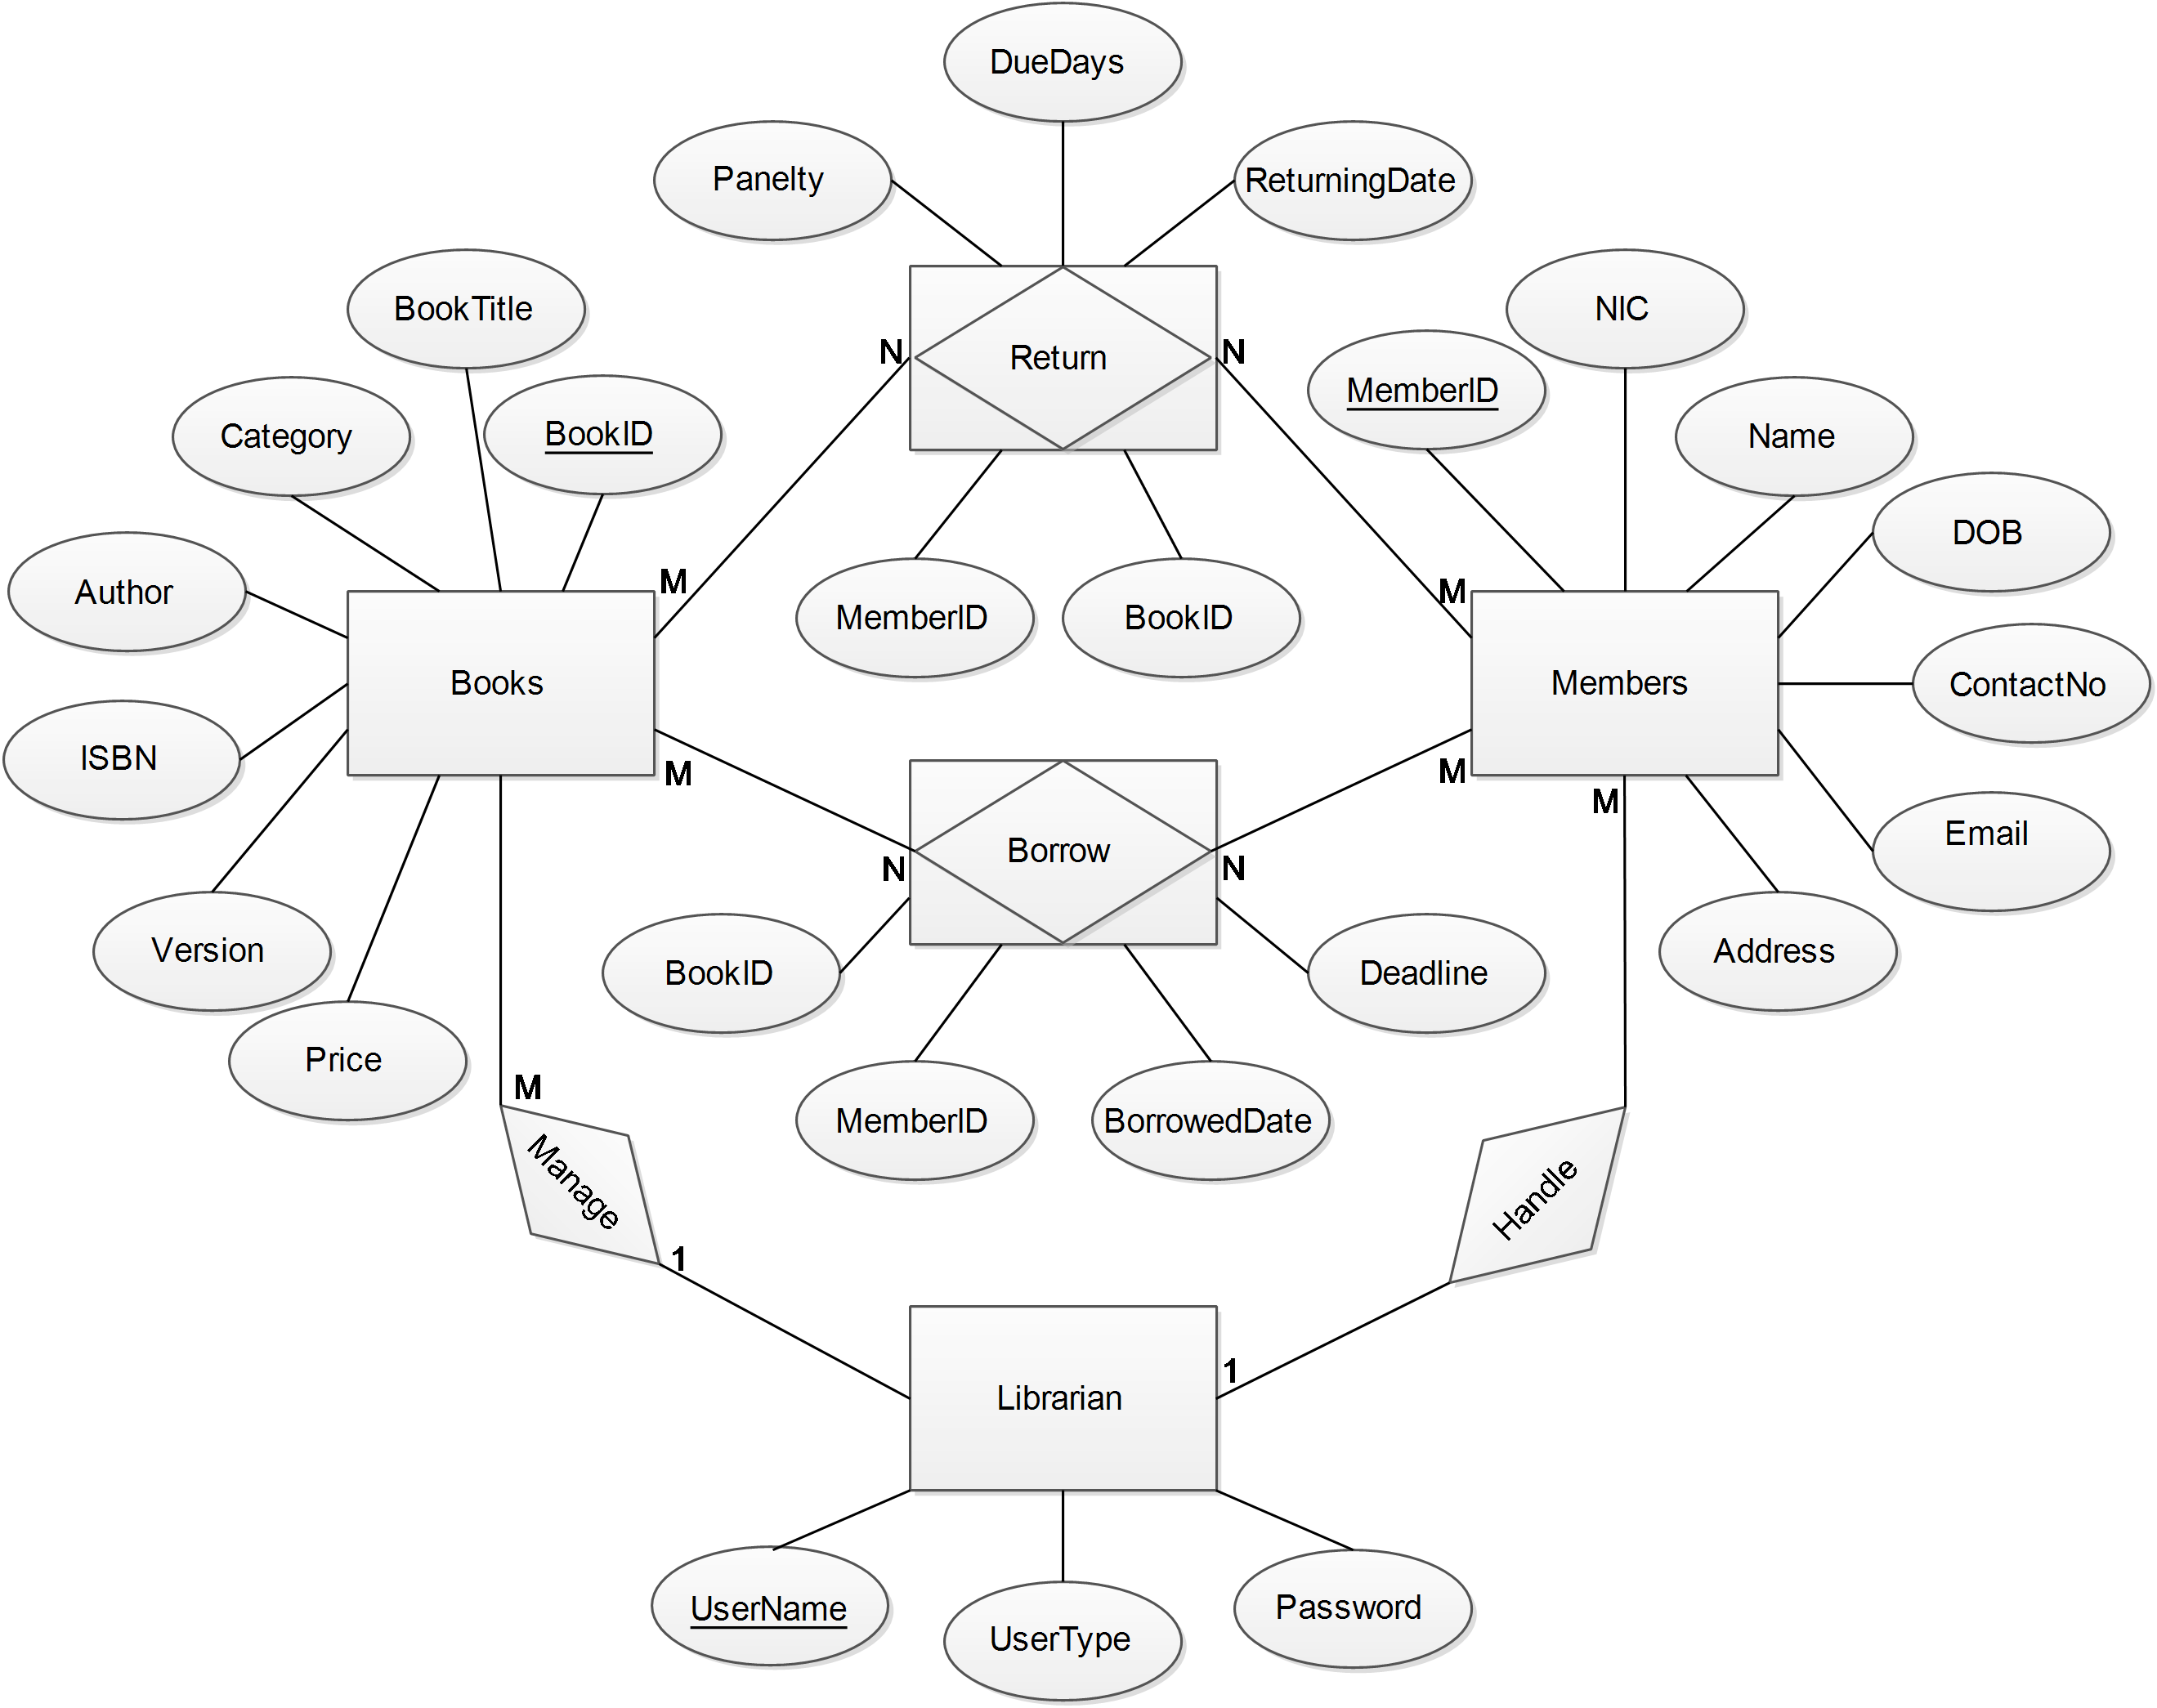 DueDays
Panelty
ReturningDate
BookTitle
NIC
N
Return
N
MemberID
Category
BookID
Name
DOB
Author
M
MemberID
BookID
M
Books
Members
ContactNo
ISBN
M
M
M
Borrow
Email
N
N
Version
BookID
Deadline
Address
Price
M
MemberID
BorrowedDate
Manage
Handle
1
1
Librarian
UserName
UserType
Password